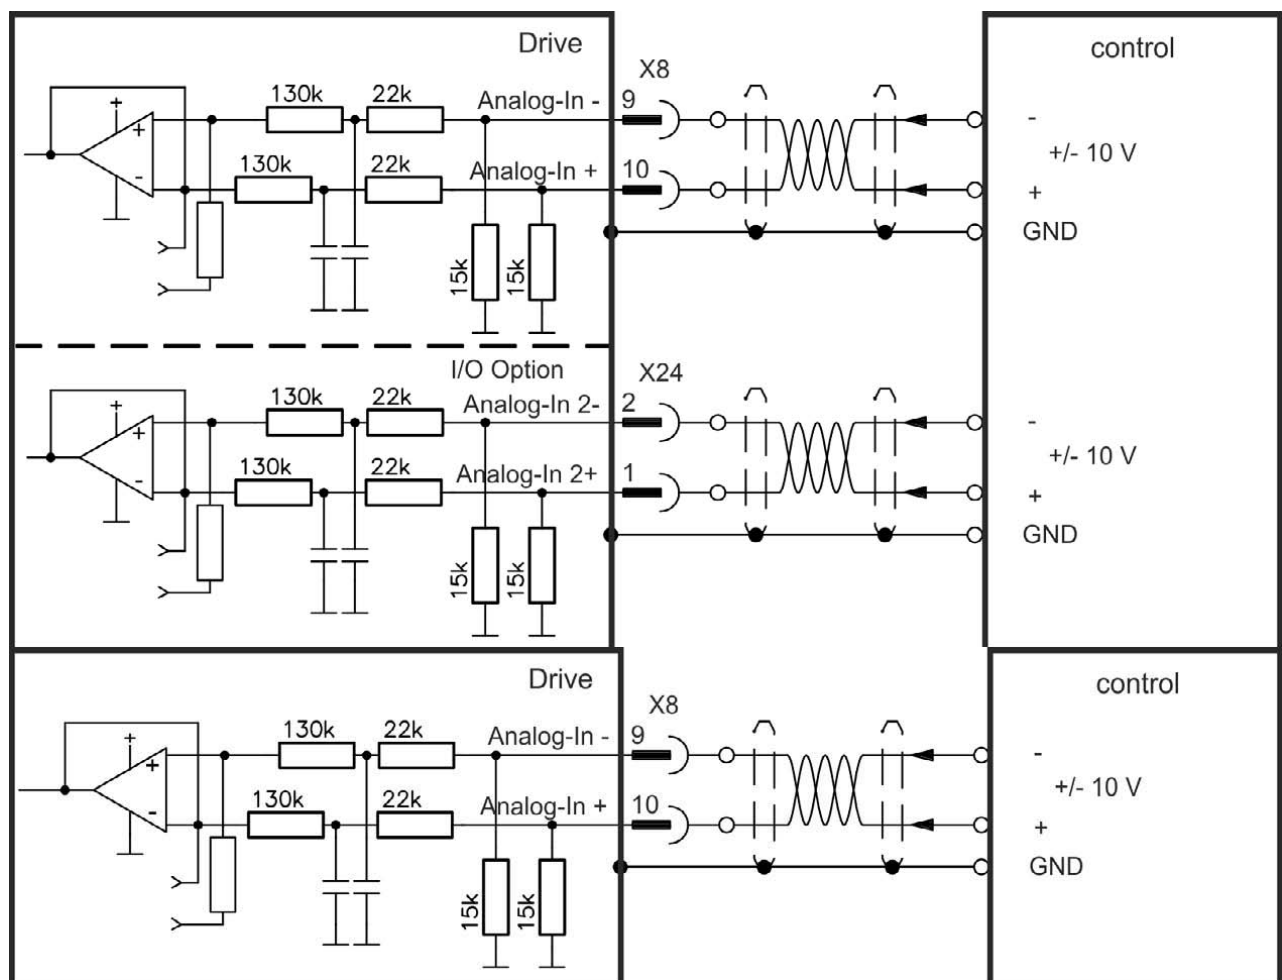 Drive
control
X8
130k
22k
Analog-In -
9
-
+
+
+/- 10 V
130k
22k
Analog-In +
10
-
+
GND
15k
15k
I/O Option
X24
130k
22k
Analog-In 2-
2
-
+
+
+/- 10 V
130k
22k
Analog-In 2+
1
-
+
GND
15k
15k
Drive
control
X8
130k
22k
Analog-In -
9
-
+
+
+/- 10 V
130k
22k
Analog-In +
10
-
+
GND
15k
15k